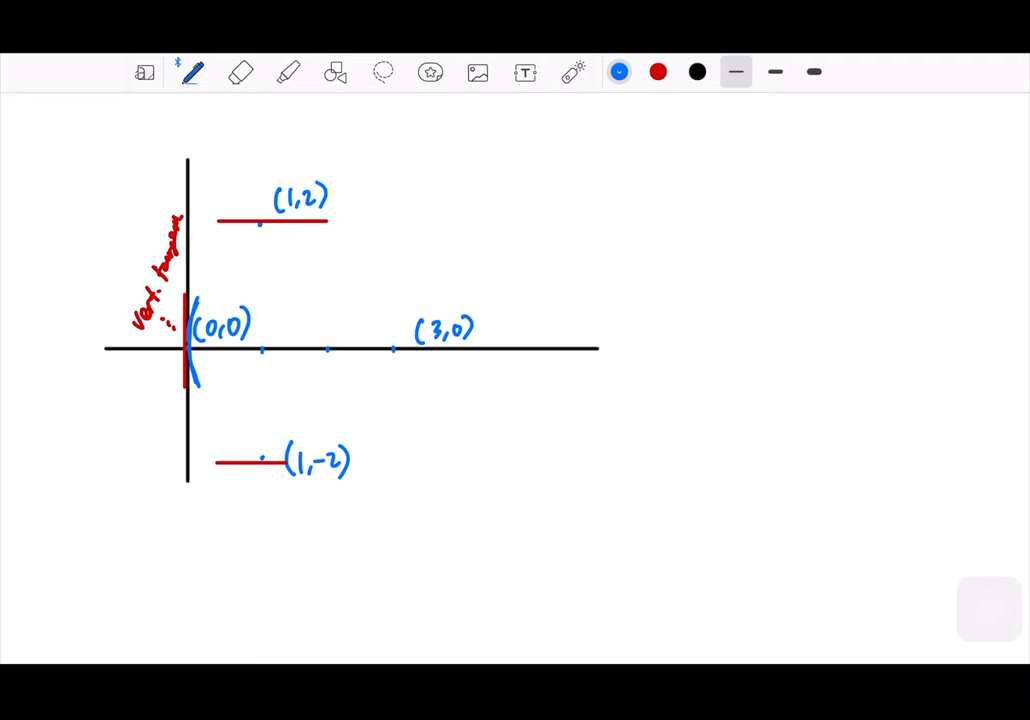 (1,2)
Vert. tangent
(0,0)
(3,0)
(1,-2)
T